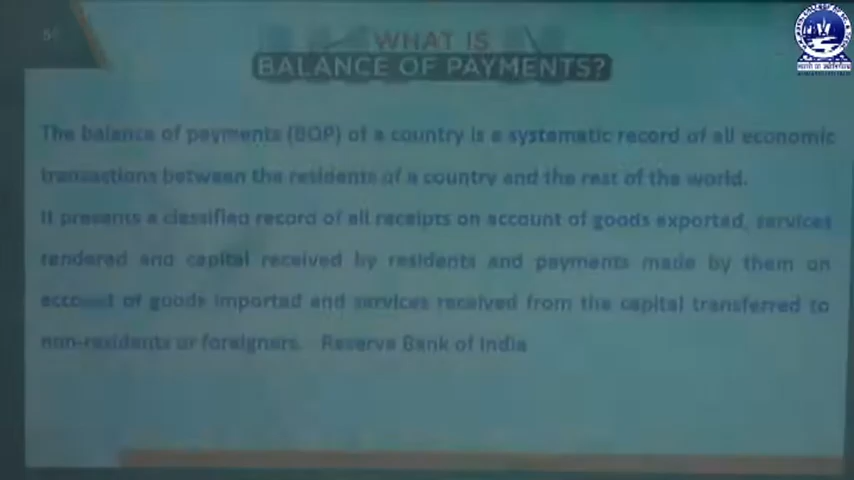 WHAT IS
BALANCE OF PAYMENTS?
The balance of payments (BOP) of a country is a systematic record of all economic
transactions between the residents of a country and the rest of the world.
It presents a classified record of all receipts on account of goods exported, services
rendered and capital received by residents and payments made by them on
account of goods imported and services received from the capital transferred to
non-residents or foreigners. Reserve Bank of India